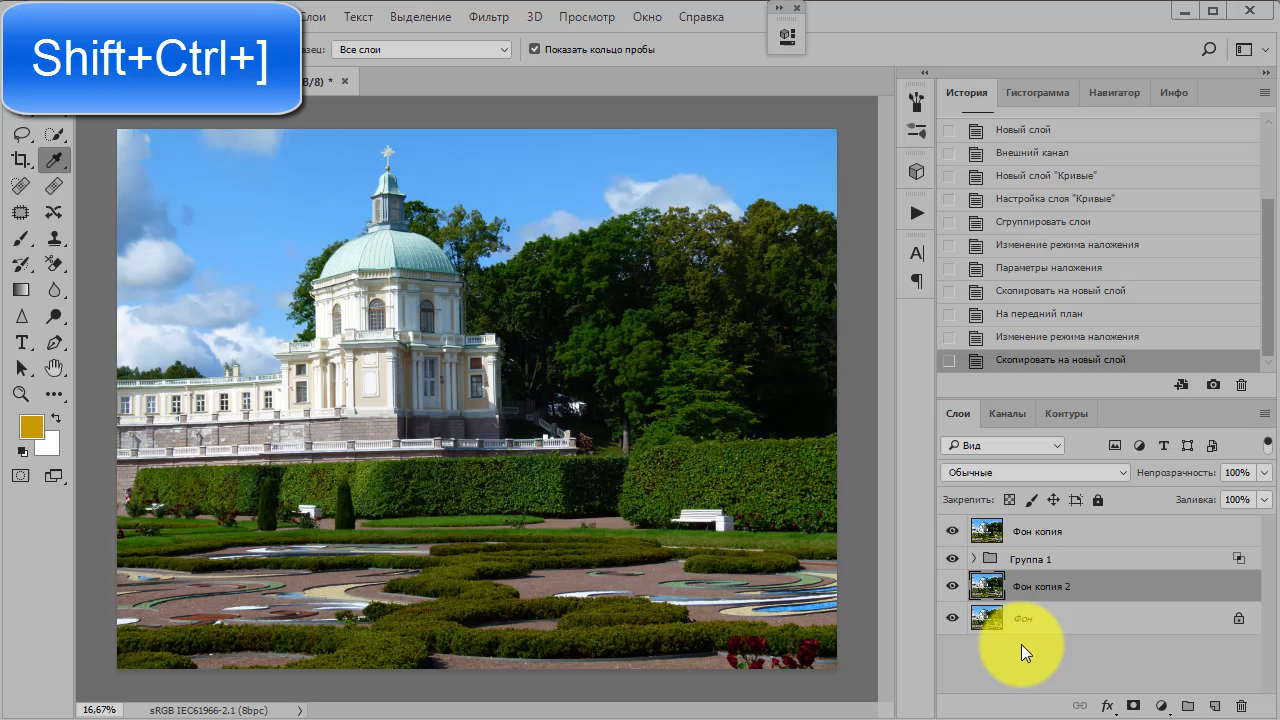 Shift+Ctrl+]
Слои Текст Выделение Фильтр 3D Просмотр Окно Справка
Все слои Показать кольцо пробы
B/8) *
История Гистограмма Навигатор Инфо
Новый слой
Внешний канал
Новый слой "Кривые"
Настройка слоя "Кривые"
Сгруппировать слои
Изменение режима наложения
Параметры наложения
Скопировать на новый слой
На передний план
Изменение режима наложения
Скопировать на новый слой
Слои Каналы Контуры
Вид
Обычные Непрозрачность: 100%
Закрепить: Заливка: 100%
Фон копия
Группа 1
Фон копия 2
Фон
16,67% sRGB IEC61966-2.1 (8bpc)